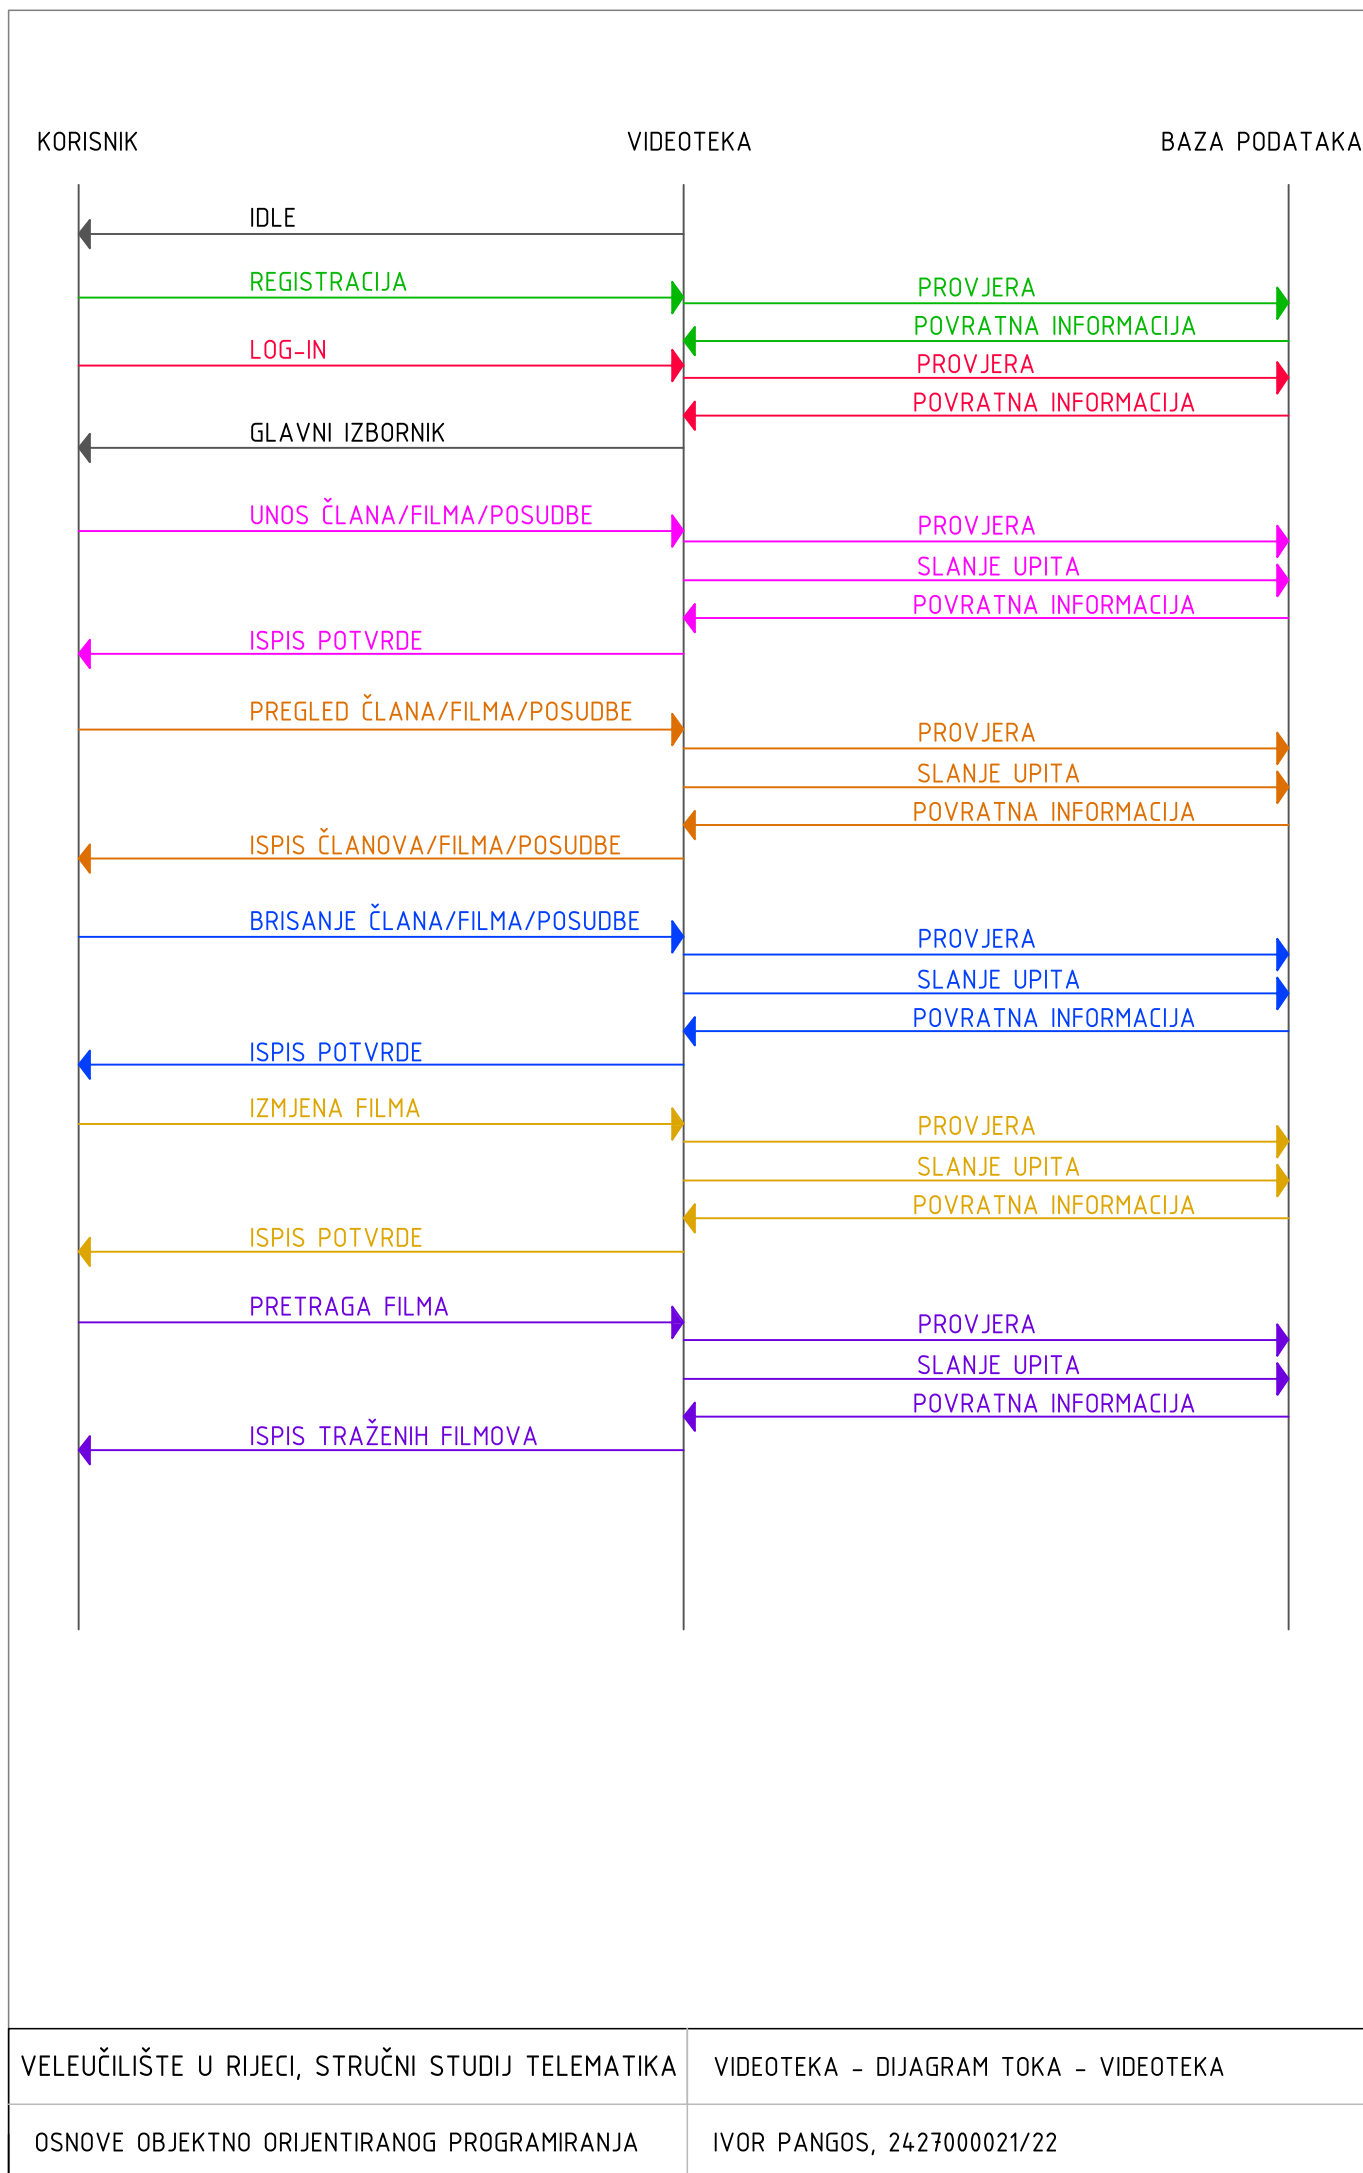 KORISNIK
VIDEOTEKA
BAZA PODATAKA
IDLE
REGISTRACIJA
PROVJERA
POVRATNA INFORMACIJA
LOG-IN
PROVJERA
POVRATNA INFORMACIJA
GLAVNI IZBORNIK
UNOS ČLANA/FILMA/POSUDBE
PROVJERA
SLANJE UPITA
POVRATNA INFORMACIJA
ISPIS POTVRDE
PREGLED ČLANA/FILMA/POSUDBE
PROVJERA
SLANJE UPITA
POVRATNA INFORMACIJA
ISPIS ČLANOVA/FILMA/POSUDBE
BRISANJE ČLANA/FILMA/POSUDBE
PROVJERA
SLANJE UPITA
POVRATNA INFORMACIJA
ISPIS POTVRDE
IZMJENA FILMA
PROVJERA
SLANJE UPITA
POVRATNA INFORMACIJA
ISPIS POTVRDE
PRETRAGA FILMA
PROVJERA
SLANJE UPITA
POVRATNA INFORMACIJA
ISPIS TRAŽENIH FILMOVA
VELEUČILIŠTE U RIJECI, STRUČNI STUDIJ TELEMATIKA
VIDEOTEKA - DIJAGRAM TOKA - VIDEOTEKA
OSNOVE OBJEKTNO ORIJENTIRANOG PROGRAMIRANJA
IVOR PANGOS, 2427000021/22